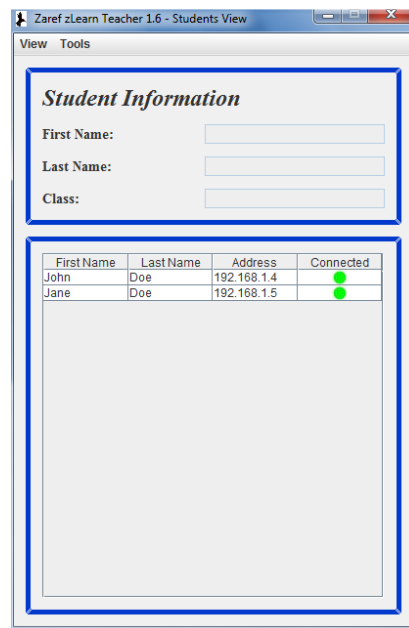 Zaref zLearn Teacher 1.6 - Students View
View Tools
Student Information
First Name:
Last Name:
Class:
First Name Last Name Address Connected
John Doe 192.168.1.4
Jane Doe 192.168.1.5